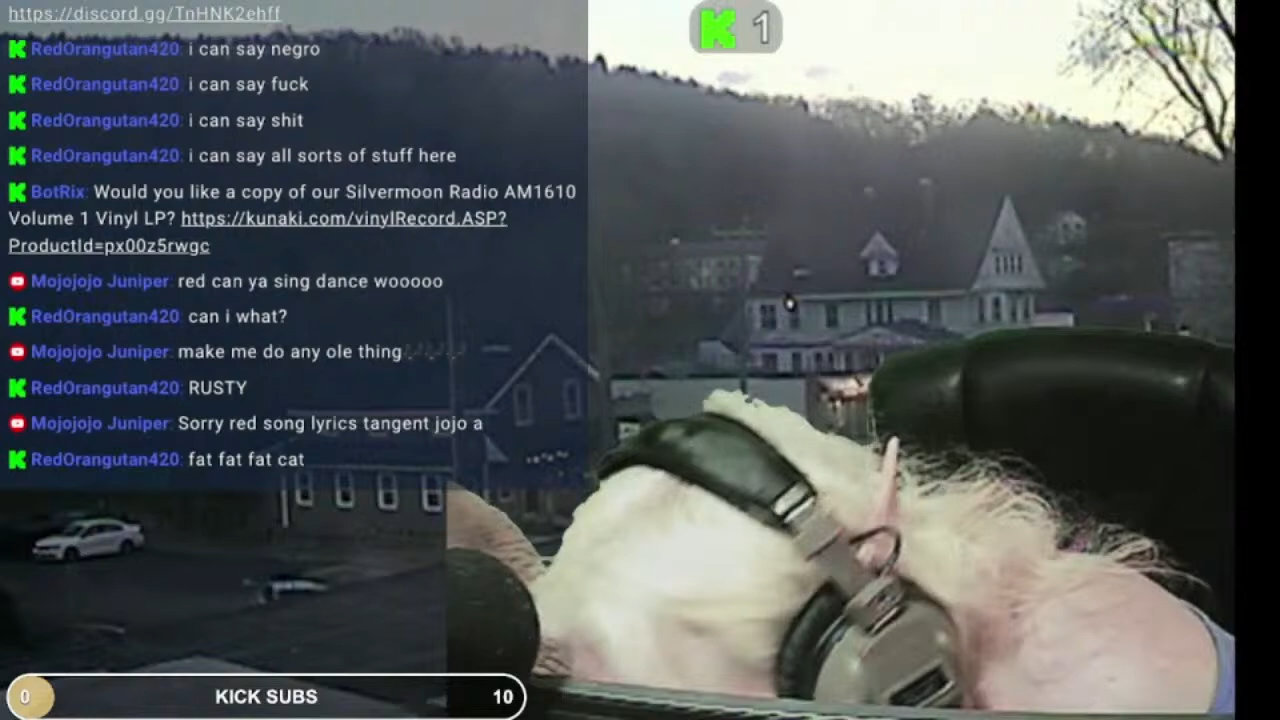 https://discord.gg/TnHNK2ehff
RedOrangutan420: i can say negro
RedOrangutan420: i can say fuck
RedOrangutan420: i can say shit
RedOrangutan420: i can say all sorts of stuff here
BotRix: Would you like a copy of our Silvermoon Radio AM1610
Volume 1 Vinyl LP? https://kunaki.com/vinylRecord.ASP?
ProductId=px00z5rwgc
Mojojojo Juniper: red can ya sing dance wooooo
RedOrangutan420: can i what?
Mojojojo Juniper: make me do any ole thing🎶🎶🎶
RedOrangutan420: RUSTY
Mojojojo Juniper: Sorry red song lyrics tangent jojo a
RedOrangutan420: fat fat fat cat
K 1
0 KICK SUBS 10